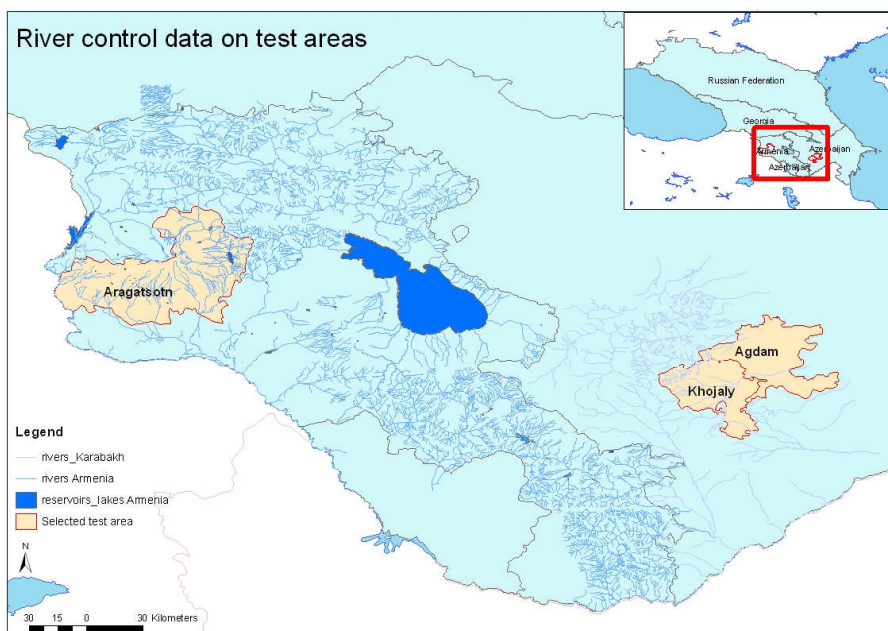 River control data on test areas
Russian Federation
Georgia
Armenia
Azerbaijan
Azerbaijan
Aragatsotn
Agdam
Khojaly
Legend
rivers_Karabakh
rivers Armenia
reservoirs_lakes Armenia
Selected test area
N
30 15 0 30 Kilometers